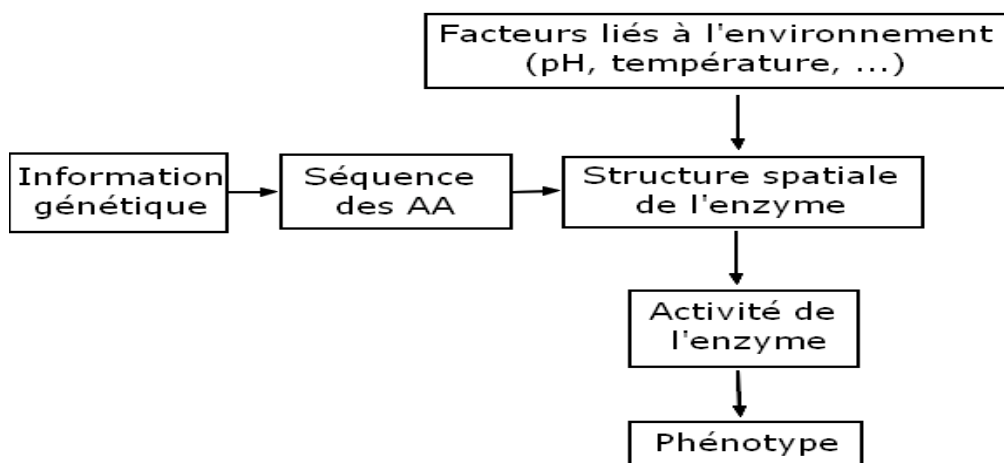 Facteurs liés à l'environnement
(pH, température, ...)
Information
génétique
Séquence
des AA
Structure spatiale
de l'enzyme
Activité de
l'enzyme
Phénotype